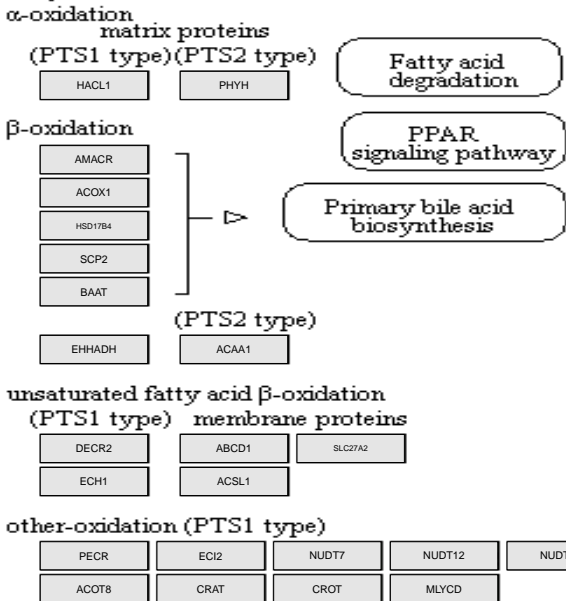 α-oxidation
matrix proteins
(PTS1 type)(PTS2 type)
HACL1 PHYH
Fatty acid
degradation
β-oxidation
PPAR
signaling pathway
AMACR
ACOX1
HSD17B4
SCP2
BAAT
Primary bile acid
biosynthesis
(PTS2 type)
EHHADH ACAA1
unsaturated fatty acid β-oxidation
(PTS1 type) membrane proteins
DECR2 ABCD1 SLC27A2
ECH1 ACSL1
other-oxidation (PTS1 type)
PECR ECI2 NUDT7 NUDT12
ACOT8 CRAT CROT MLYCD